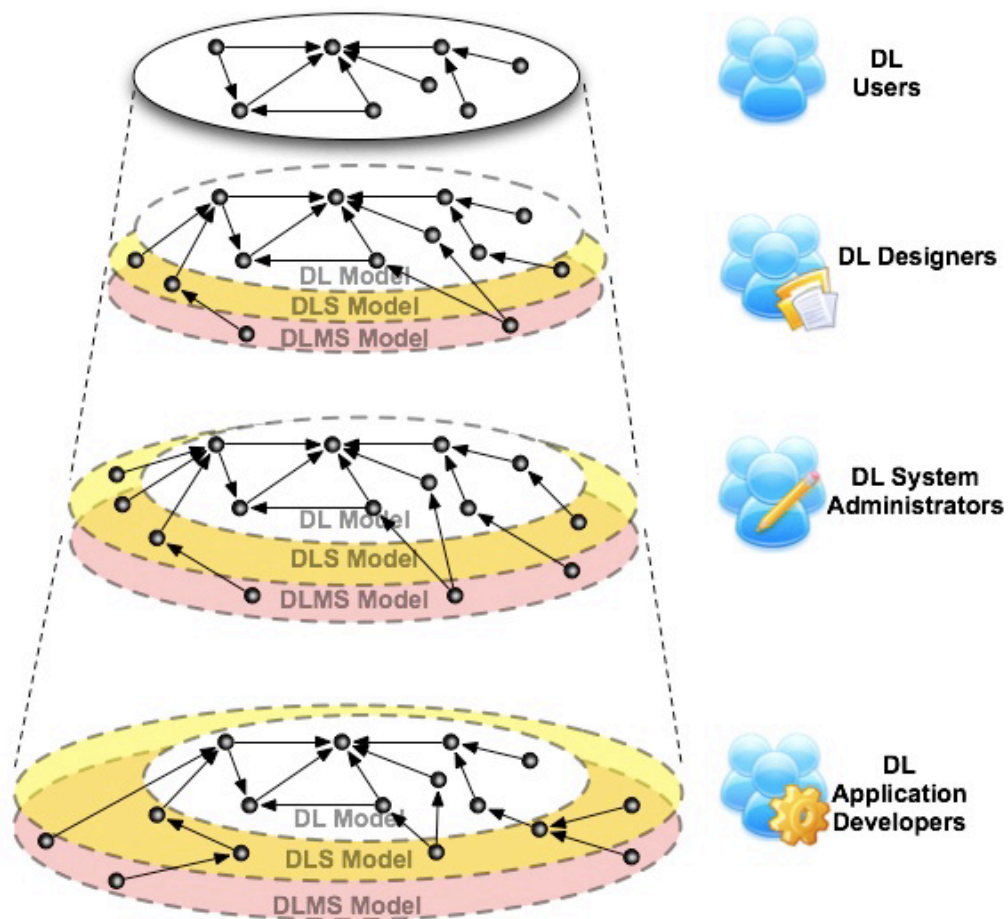 DL
Users
DL Designers
DL Model
DLS Model
DLMS Model
DL System
Administrators
DL Model
DLS Model
DLMS Model
DL
Application
Developers
DL Model
DLS Model
DLMS Model